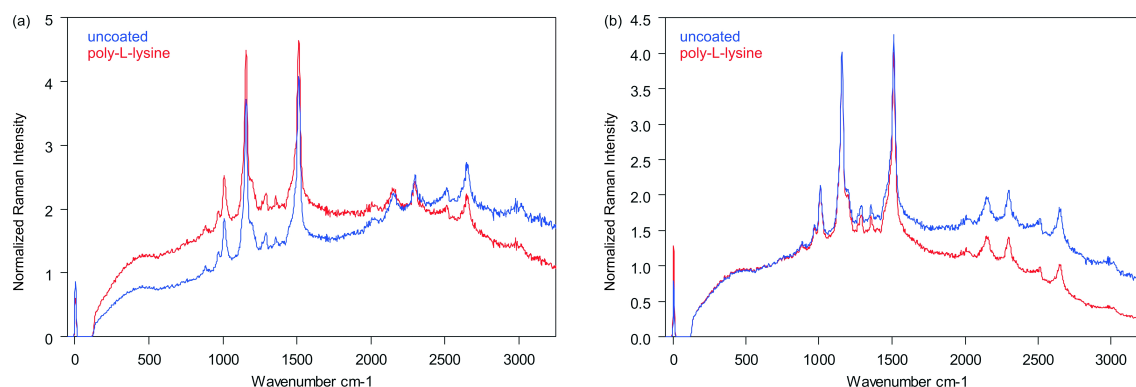 (a)
uncoated
poly-L-lysine
Normalized Raman Intensity
5
4
3
2
1
0
0 500 1000 1500 2000 2500 3000
Wavenumber cm-1
(b)
uncoated
poly-L-lysine
Normalized Raman Intensity
4.5
4.0
3.5
3.0
2.5
2.0
1.5
1.0
0.5
0
0 500 1000 1500 2000 2500 3000
Wavenumber cm-1